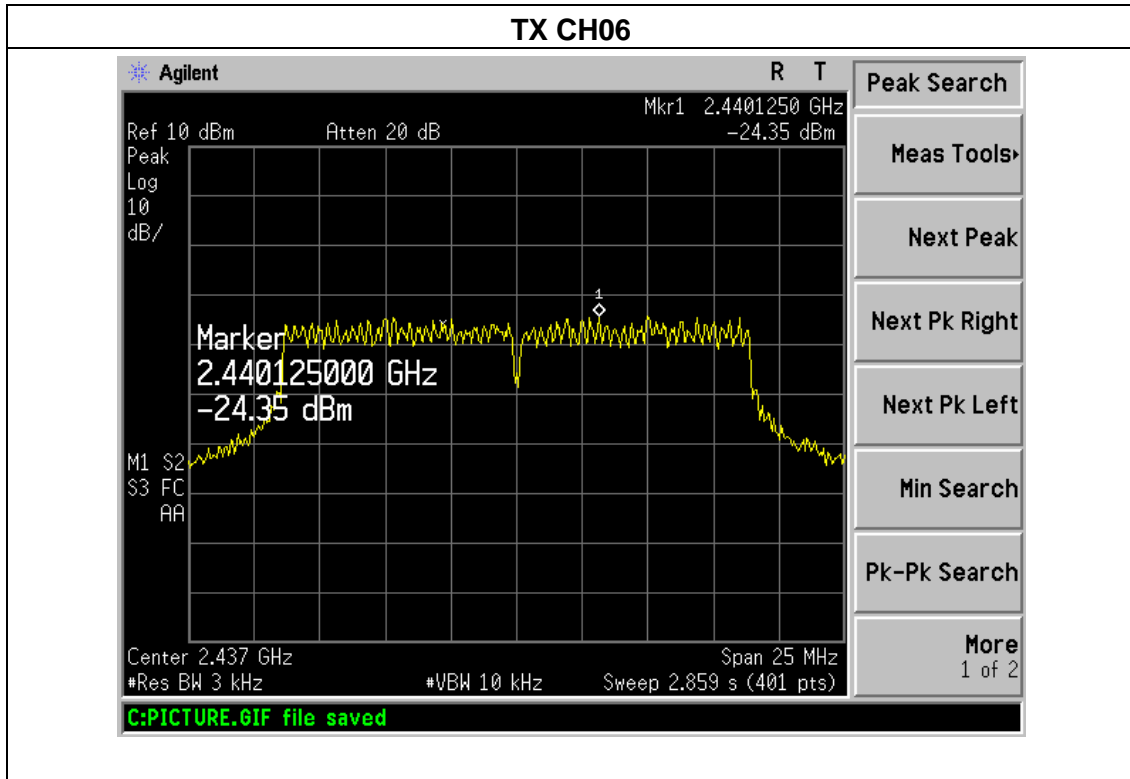 TX CH06
Agilent R T
Peak Search
Mkr1 2.4401250 GHz
Ref 10 dBm Atten 20 dB -24.35 dBm
Peak
Log
10
dB/
1
Marker
2.440125000 GHz
-24.35 dBm
M1 S2
S3 FC
AA
Center 2.437 GHz Span 25 MHz
#Res BW 3 kHz #VBW 10 kHz Sweep 2.859 s (401 pts)
C:PICTURE.GIF file saved
Meas Tools
Next Peak
Next Pk Right
Next Pk Left
Min Search
Pk-Pk Search
More
1 of 2